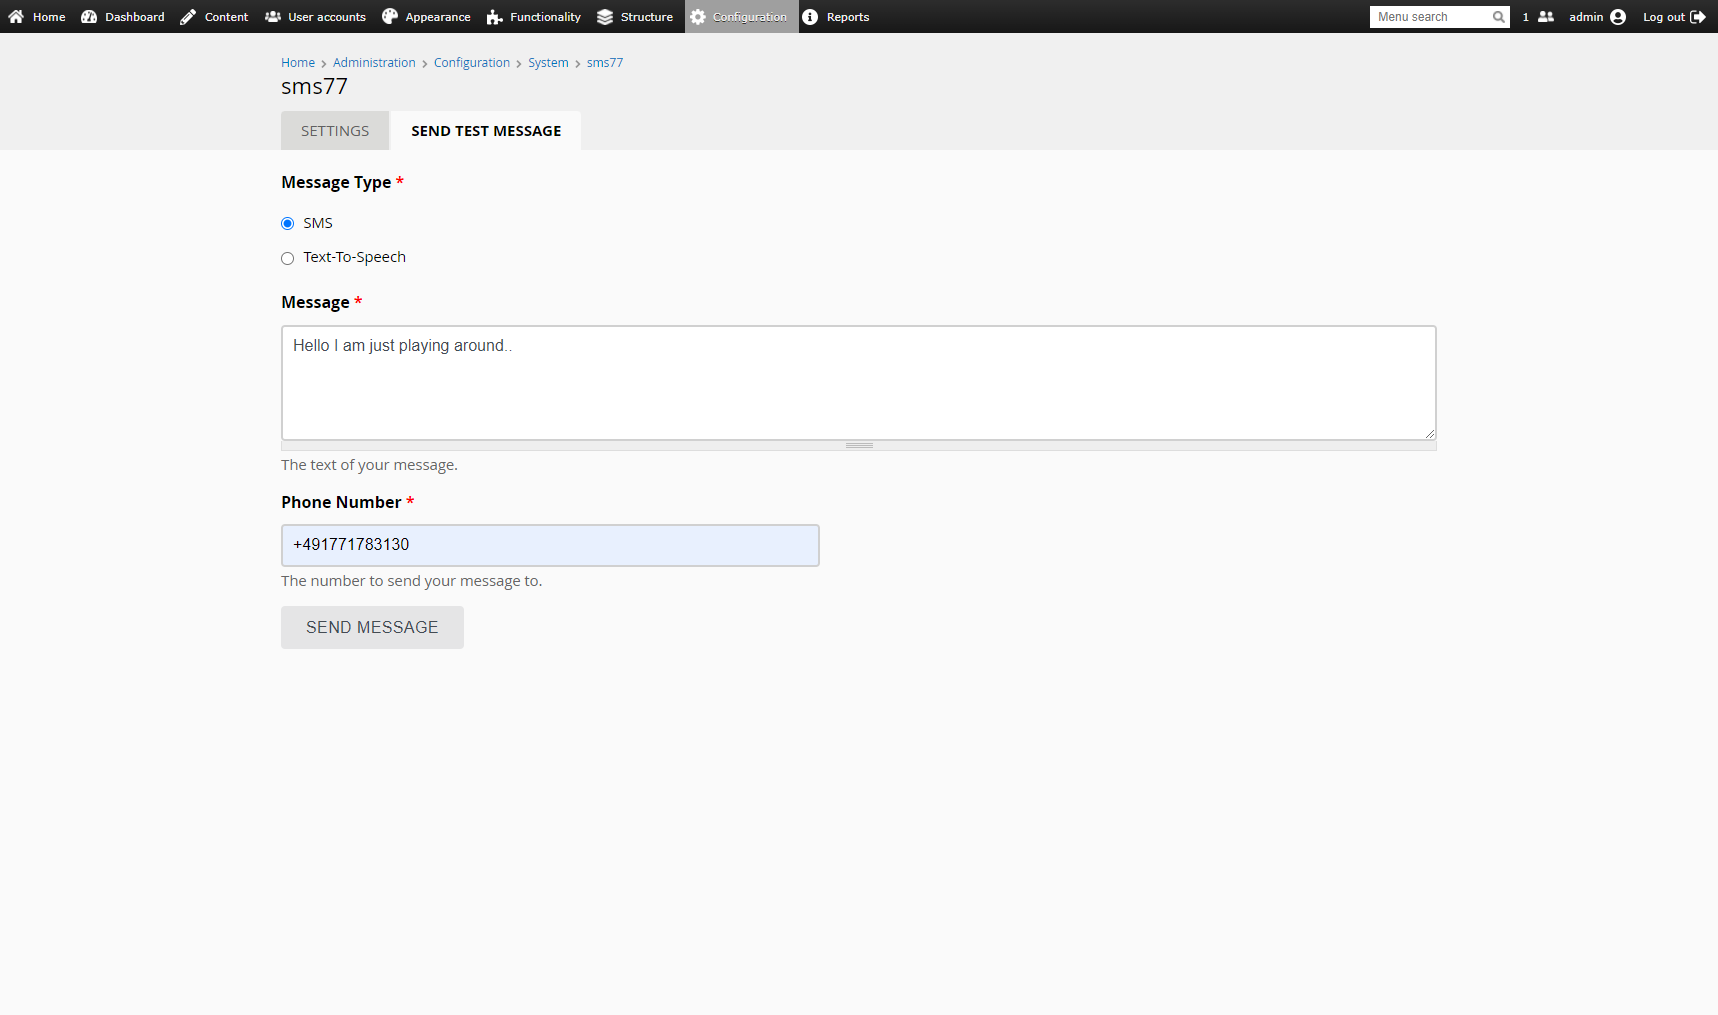 Home Dashboard Content User accounts Appearance Functionality Structure Configuration Reports Menu search 1 admin Log out
Home › Administration › Configuration › System › sms77
sms77
SETTINGS SEND TEST MESSAGE
Message Type *
SMS
Text-To-Speech
Message *
Hello I am just playing around..
The text of your message.
Phone Number *
+491771783130
The number to send your message to.
SEND MESSAGE